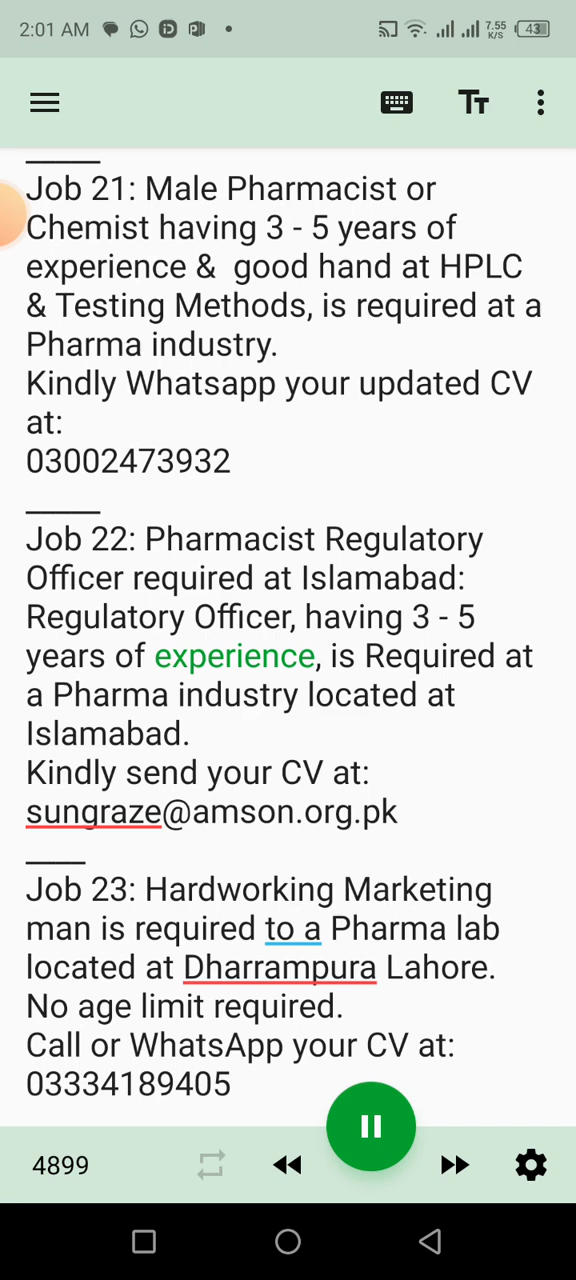 2:01 AM
7.55
K/S
43
Tт
Job 21: Male Pharmacist or
Chemist having 3 - 5 years of
experience &  good hand at HPLC
& Testing Methods, is required at a
Pharma industry.
Kindly Whatsapp your updated CV
at:
03002473932
Job 22: Pharmacist Regulatory
Officer required at Islamabad:
Regulatory Officer, having 3 - 5
years of experience, is Required at
a Pharma industry located at
Islamabad.
Kindly send your CV at:
sungraze@amson.org.pk
Job 23: Hardworking Marketing
man is required to a Pharma lab
located at Dharrampura Lahore.
No age limit required.
Call or WhatsApp your CV at:
03334189405
4899